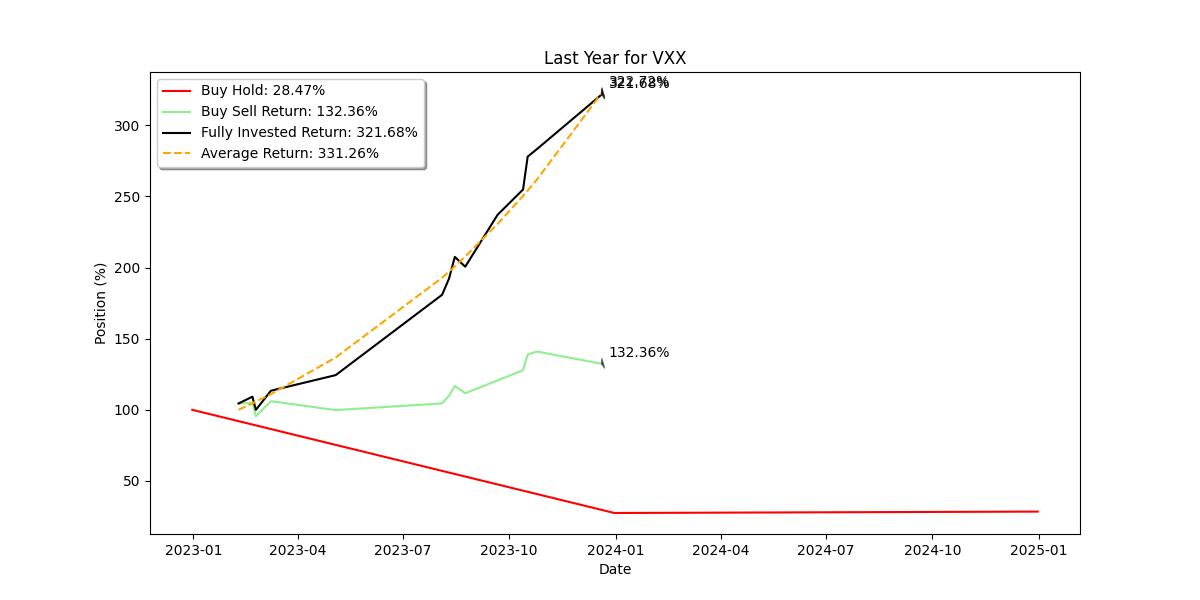 Last Year for VXX
Buy Hold: 28.47%
Buy Sell Return: 132.36%
Fully Invested Return: 321.68%
Average Return: 331.26%
321.68%
132.36%
Position (%)
300
250
200
150
100
50
2023-01
2023-04
2023-07
2023-10
2024-01
2024-04
2024-07
2024-10
2025-01
Date